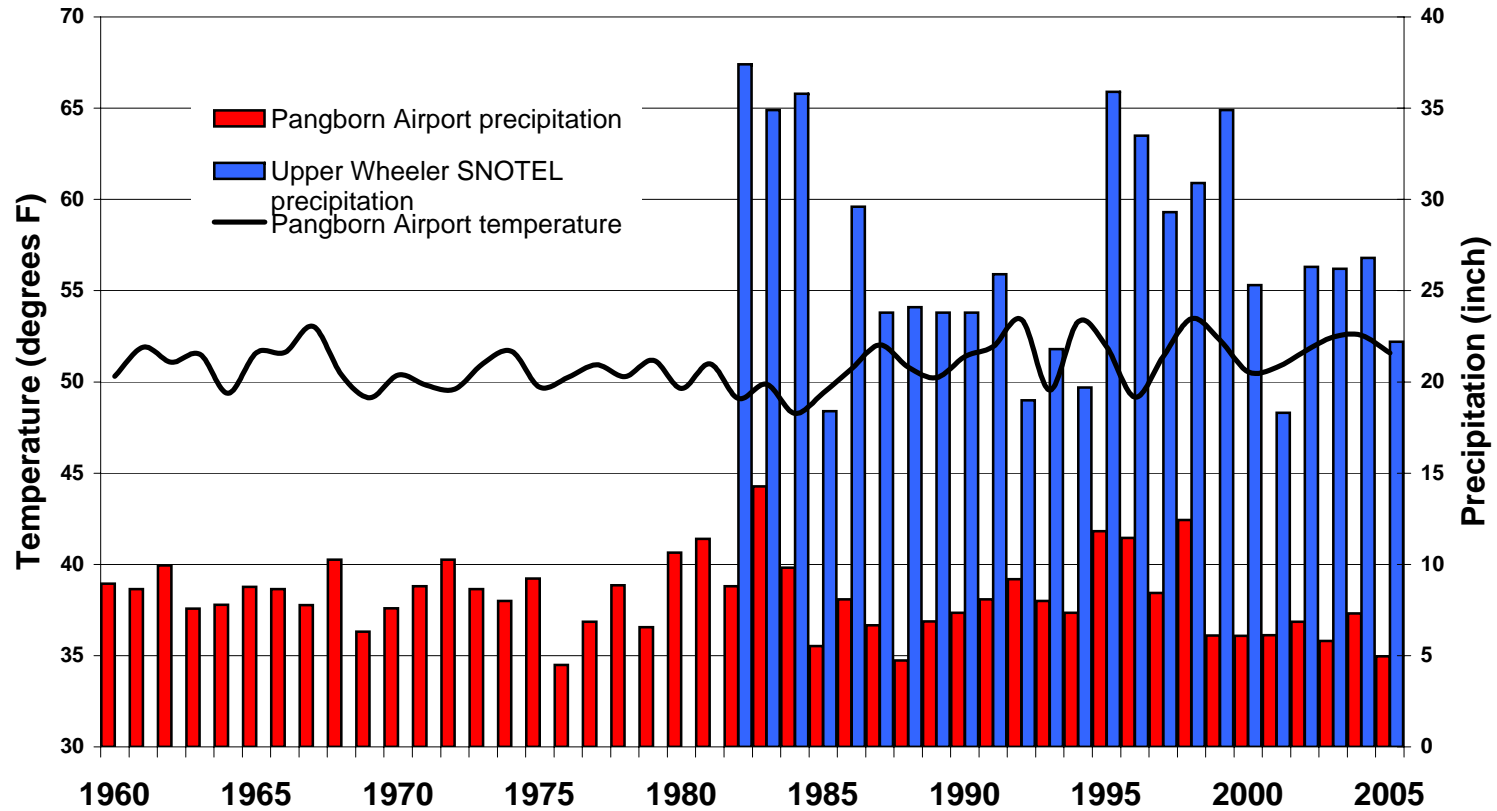 70
65
60
55
50
45
40
35
30
Temperature (degrees F)
Pangborn Airport precipitation
Upper Wheeler SNOTEL
precipitation
Pangborn Airport temperature
40
35
30
25
20
15
10
5
0
Precipitation (inch)
1960 1965 1970 1975 1980 1985 1990 1995 2000 2005